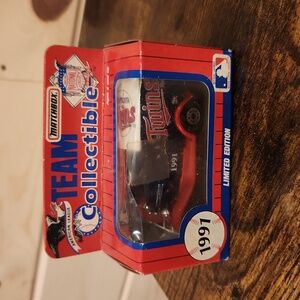 MATCHBOX
TEAM
Collectible
TWINS
1991
LIMITED EDITION
1991